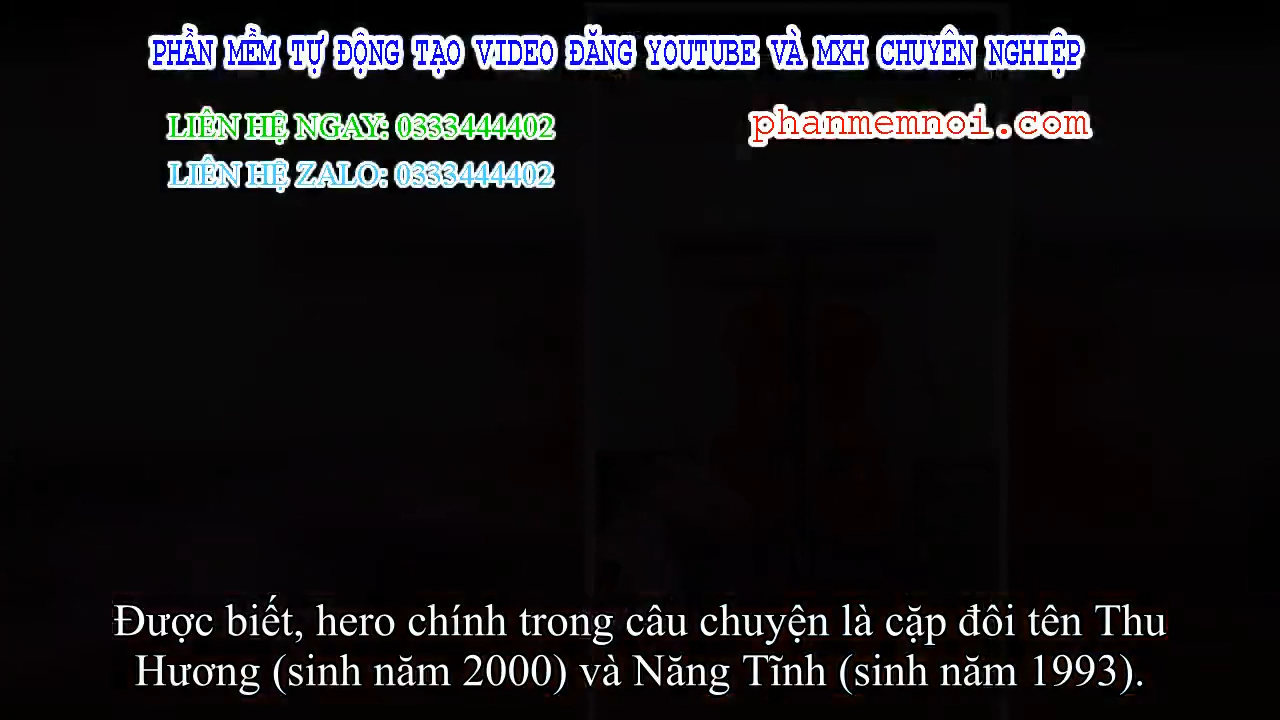 PHẦN MỀM TỰ ĐỘNG TẠO VIDEO ĐĂNG YOUTUBE VÀ MXH CHUYÊN NGHIỆP
LIÊN HỆ NGAY: 0333444402
phanmemnoi.com
LIÊN HỆ ZALO: 0333444402
Được biết, hero chính trong câu chuyện là cặp đôi tên Thu
Hương (sinh năm 2000) và Năng Tĩnh (sinh năm 1993).